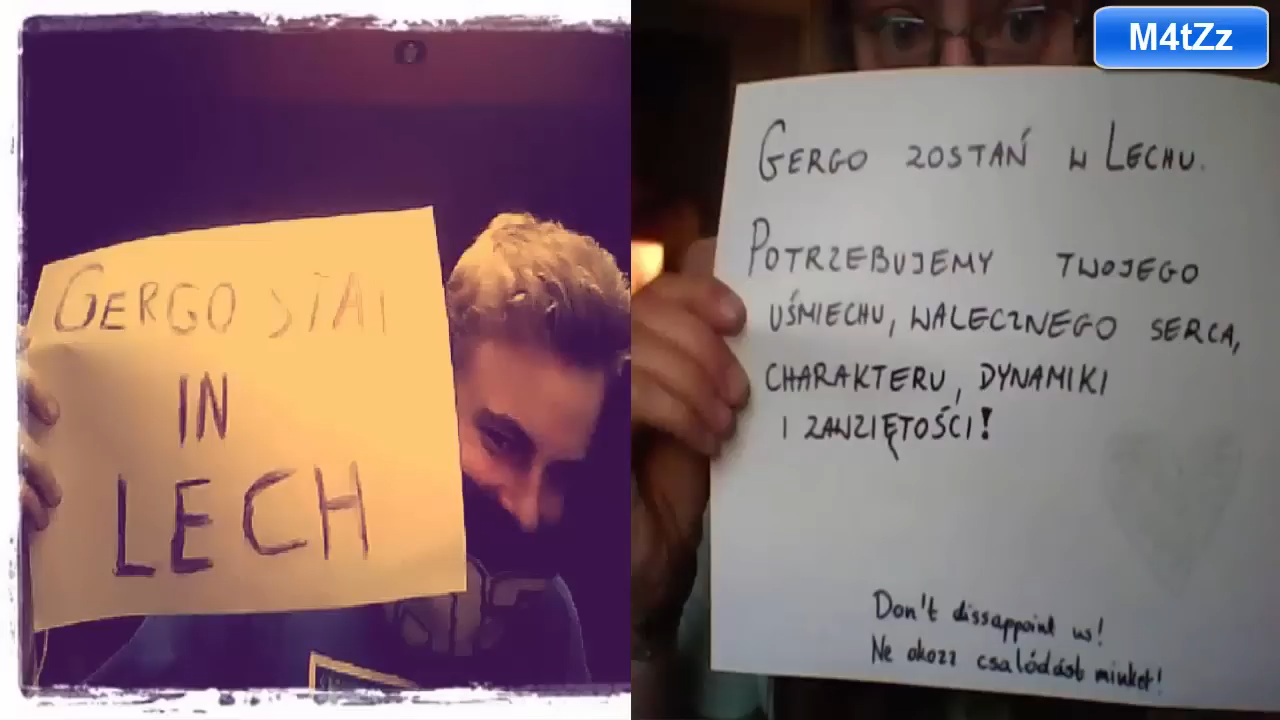 GERGO STAY
IN
LECH
M4tZz
GERGO ZOSTAŃ W LECHU.
POTRZEBUJEMY TWOJEGO
UŚMIECHU, WALECZNEGO SERCA,
CHARAKTERU, DYNAMIKI
I ZAWZIĘTOŚCI!
Don't dissappoint us!
Ne okozz csalódást minket!